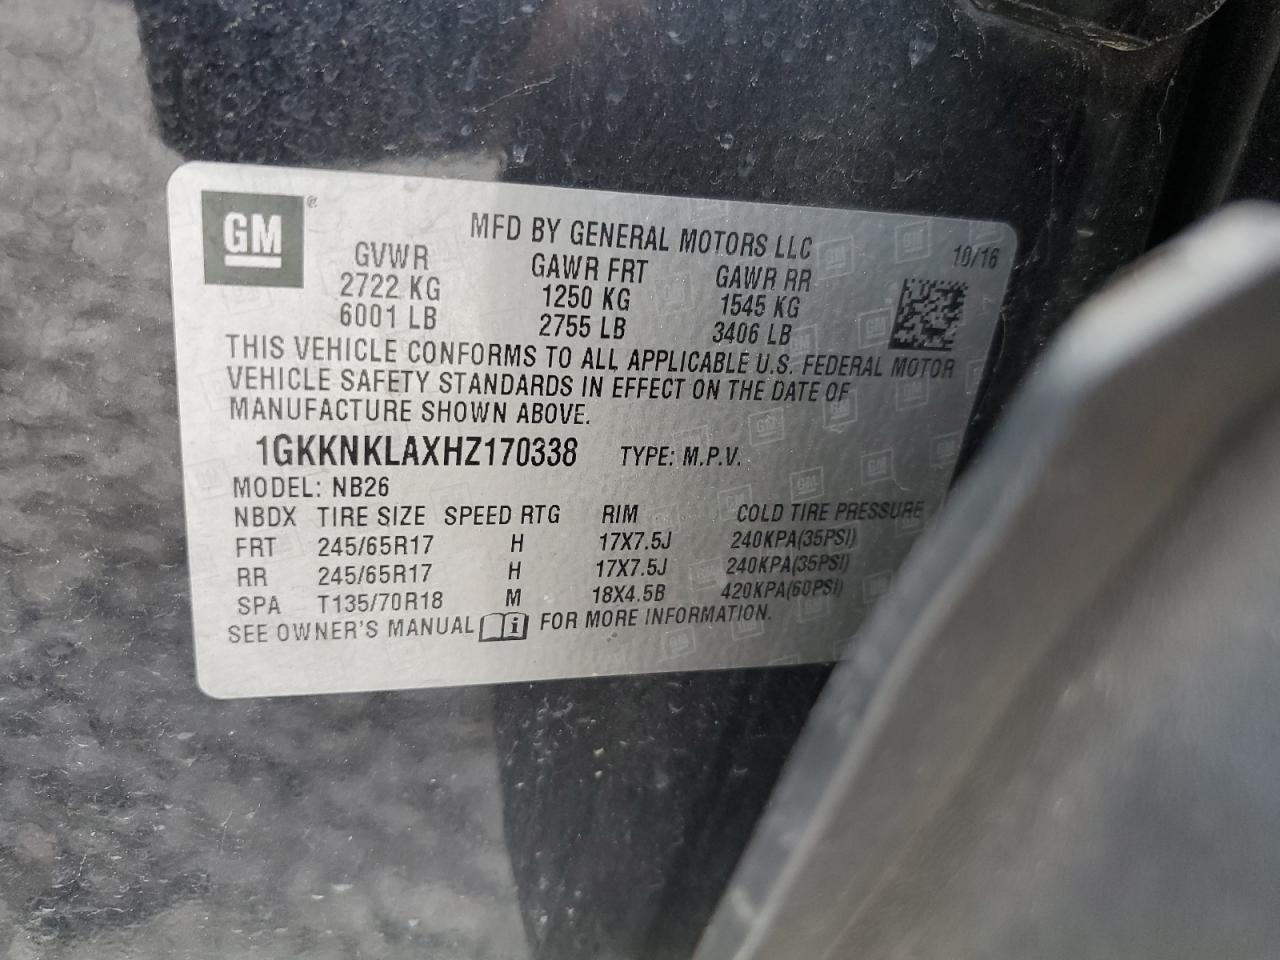 GM ®
MFD BY GENERAL MOTORS LLC 10/16
GVWR GAWR FRT GAWR RR
2722 KG 1250 KG 1545 KG
6001 LB 2755 LB 3406 LB
THIS VEHICLE CONFORMS TO ALL APPLICABLE U.S. FEDERAL MOTOR
VEHICLE SAFETY STANDARDS IN EFFECT ON THE DATE OF
MANUFACTURE SHOWN ABOVE.
1GKKNKLAXHZ170338 TYPE: M.P.V.
MODEL: NB26
NBDX TIRE SIZE SPEED RTG RIM COLD TIRE PRESSURE
FRT 245/65R17 H 17X7.5J 240KPA(35PSI)
RR 245/65R17 H 17X7.5J 240KPA(35PSI)
SPA T135/70R18 M 18X4.5B 420KPA(60PSI)
SEE OWNER'S MANUAL i FOR MORE INFORMATION.